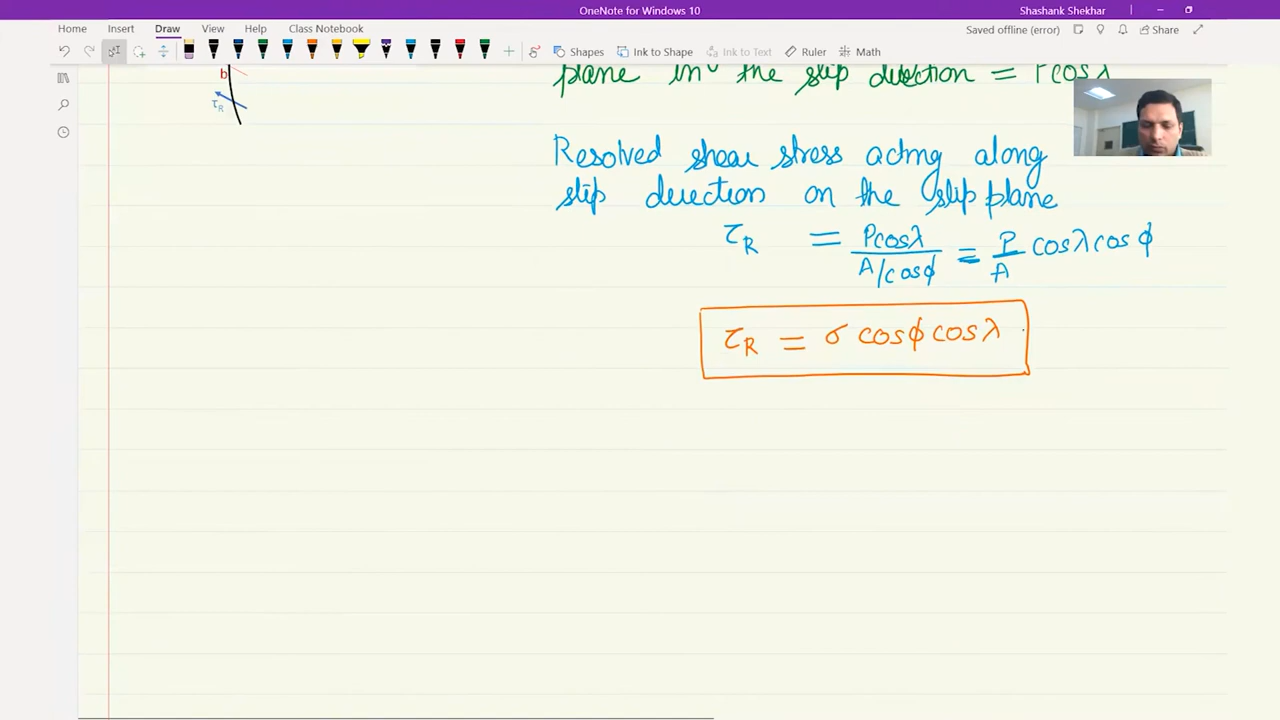 OneNote for Windows 10
Shashank Shekhar
Home Insert Draw View Help Class Notebook
Saved offline (error) Share
Shapes Ink to Shape Ink to Text Ruler Math
b
τR
plane in the slip direction = Pcosλ
Resolved shear stress acting along
slip direction on the slip plane
τR = Pcosλ / A/cosϕ = P/A cosλ cosϕ
τR = σ cosϕ cosλ